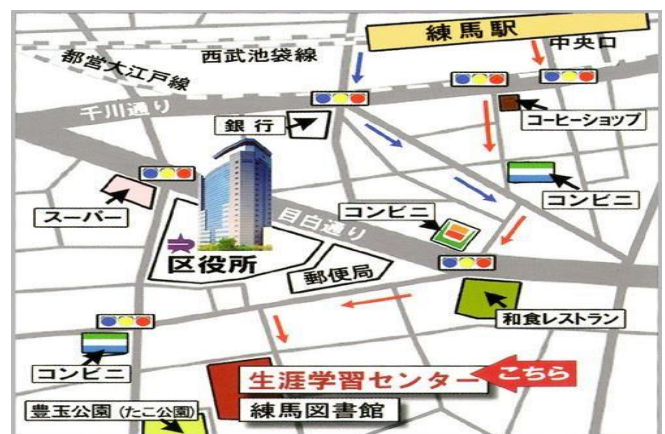 練馬駅
中央口
西武池袋線
都営大江戸線
千川通り
銀行
コーヒーショップ
コンビニ
スーパー
コンビニ
目白通り
区役所
郵便局
和食レストラン
コンビニ
生涯学習センター
こちら
練馬図書館
豊玉公園(たこ公園)